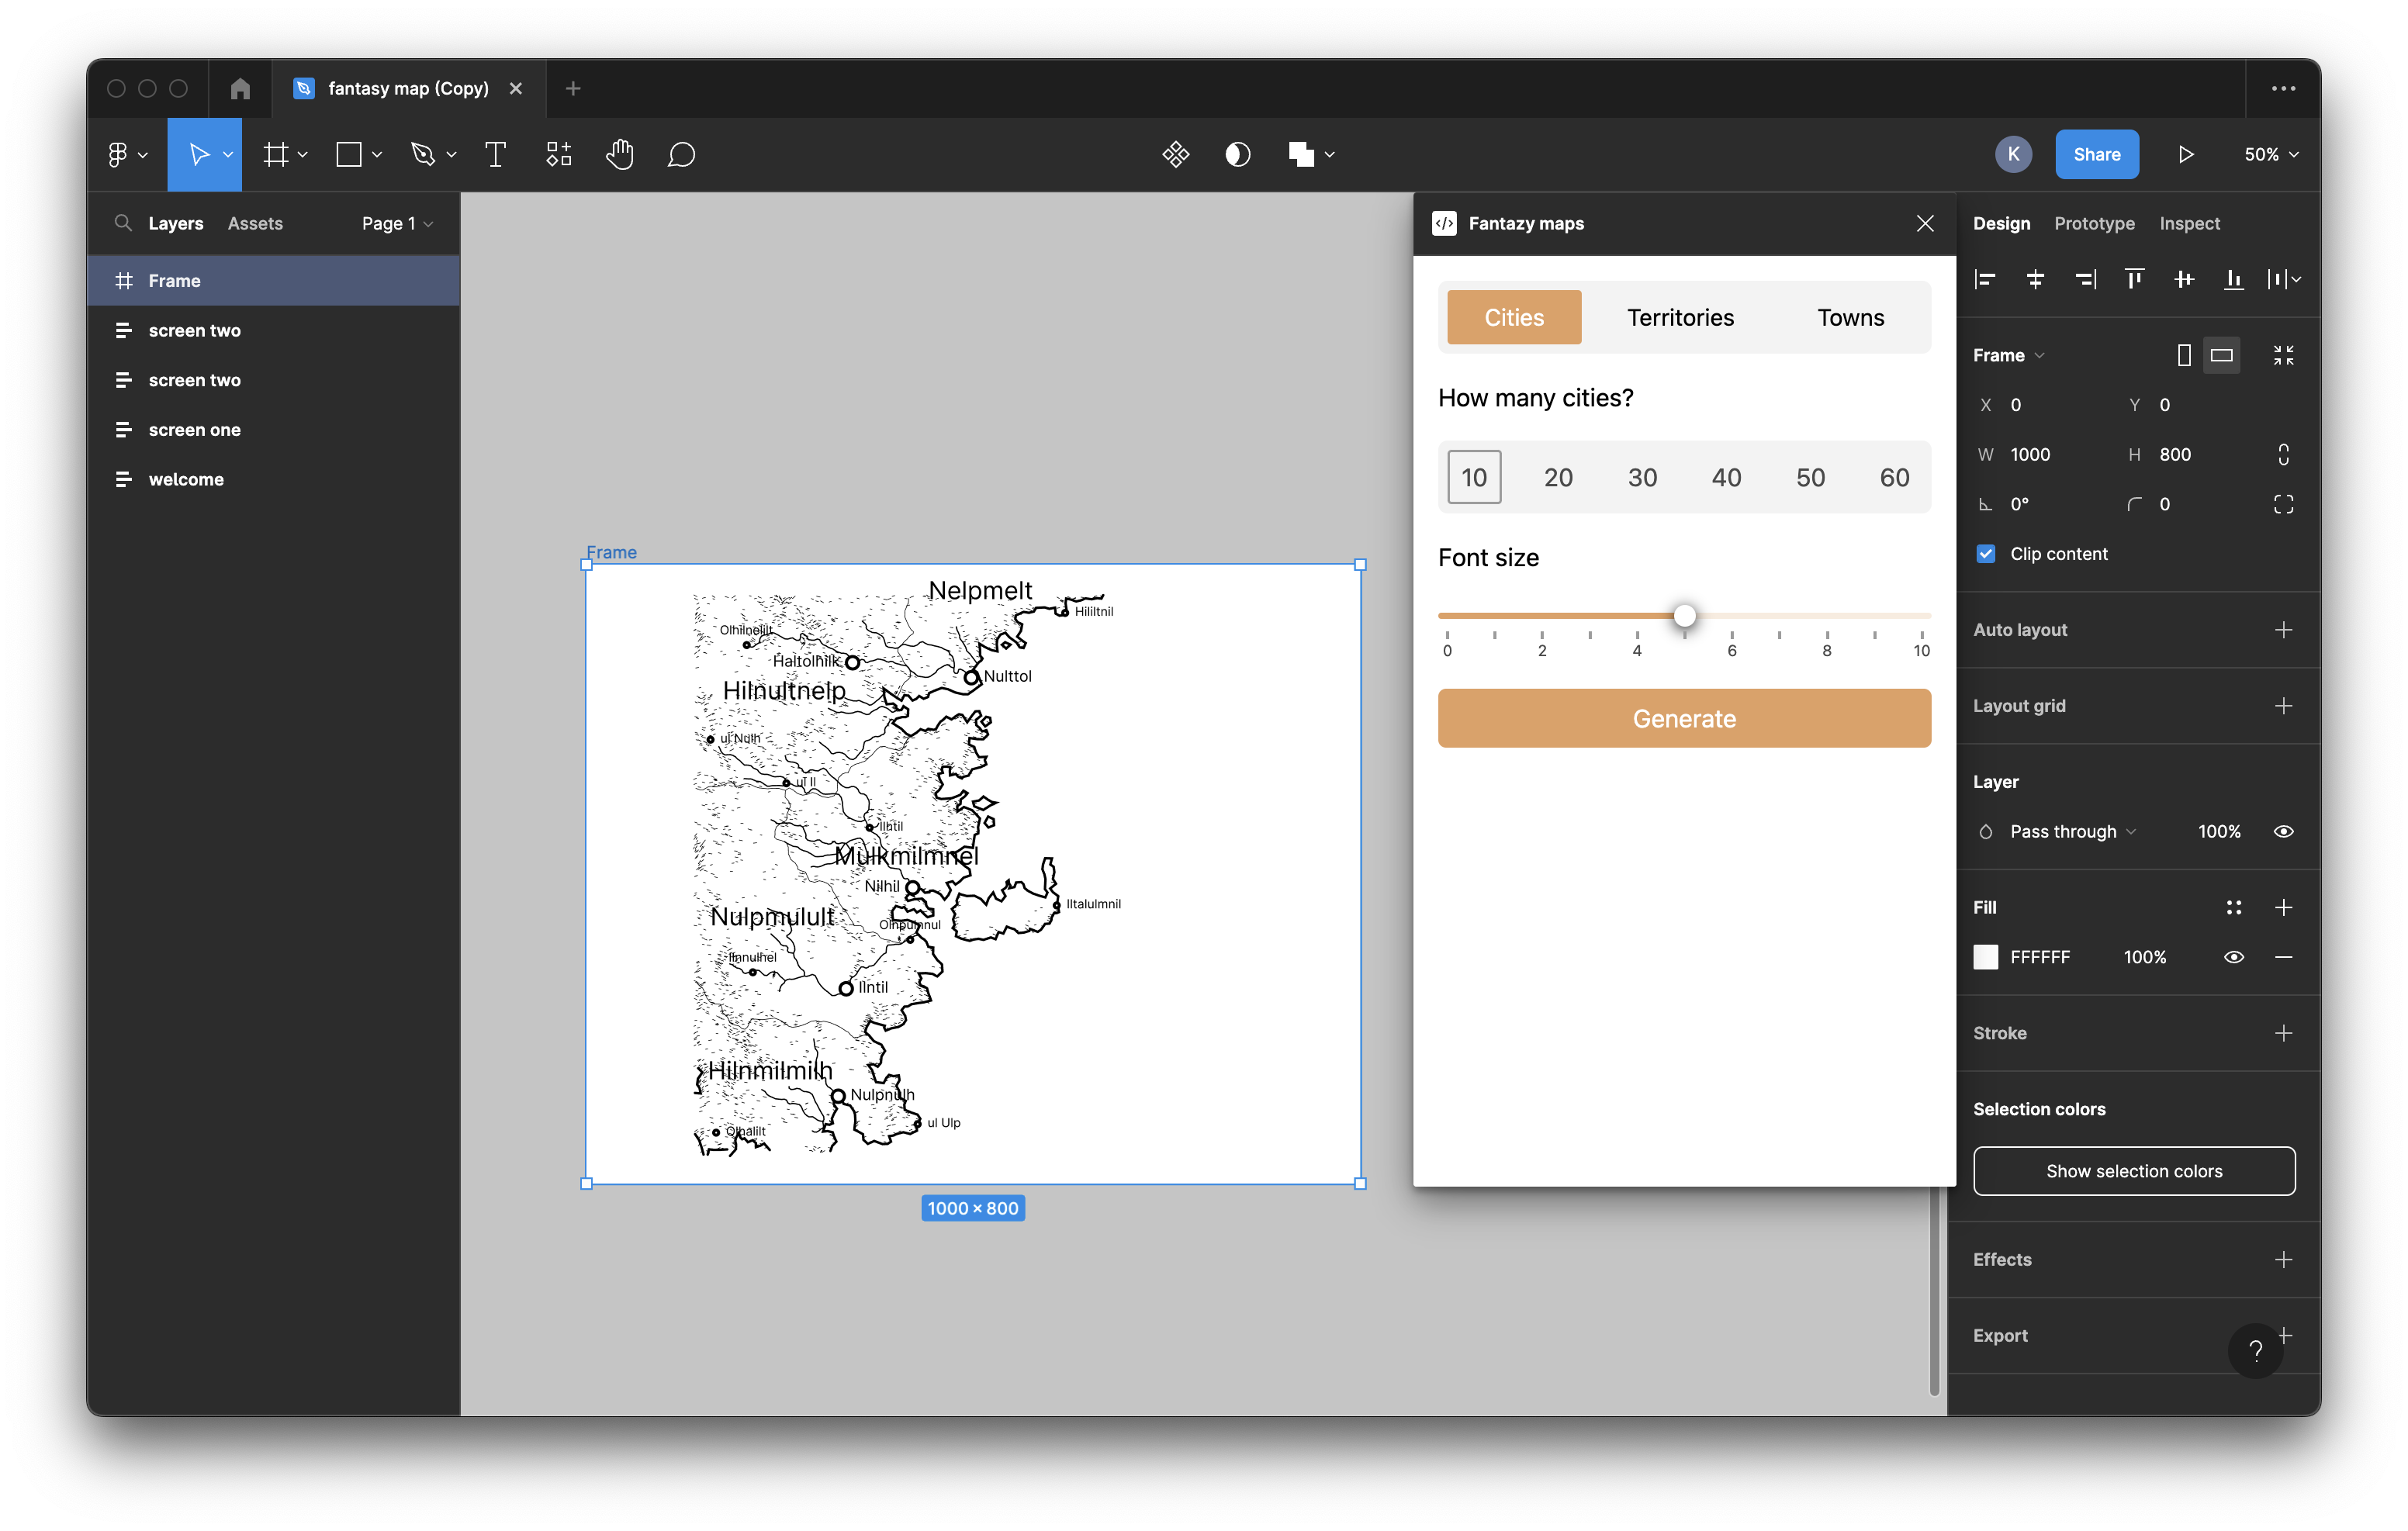 fantasy map (Copy)
K
Share
50%
Layers
Assets
Page 1
Frame
screen two
screen two
screen one
welcome
Frame
Nelpmelt
Hililtnil
Olhilnelilt
Haltolhilk
Nulttol
Hilnultnelp
ul Nulh
ul Il
Ilhtil
Mulkmilmnel
Nilhil
Iltalulmnil
Nulpmulult
Olhpulnnul
Ilnnulhel
Ilntil
Hilnmilmilh
Nulpnulh
ul Ulp
Olhalilt
1000 × 800
Fantazy maps
Cities
Territories
Towns
How many cities?
10 20 30 40 50 60
Font size
0 2 4 6 8 10
Generate
Design
Prototype
Inspect
Frame
X 0 Y 0
W 1000 H 800
0° 0
Clip content
Auto layout
Layout grid
Layer
Pass through 100%
Fill
FFFFFF 100%
Stroke
Selection colors
Show selection colors
Effects
Export
?